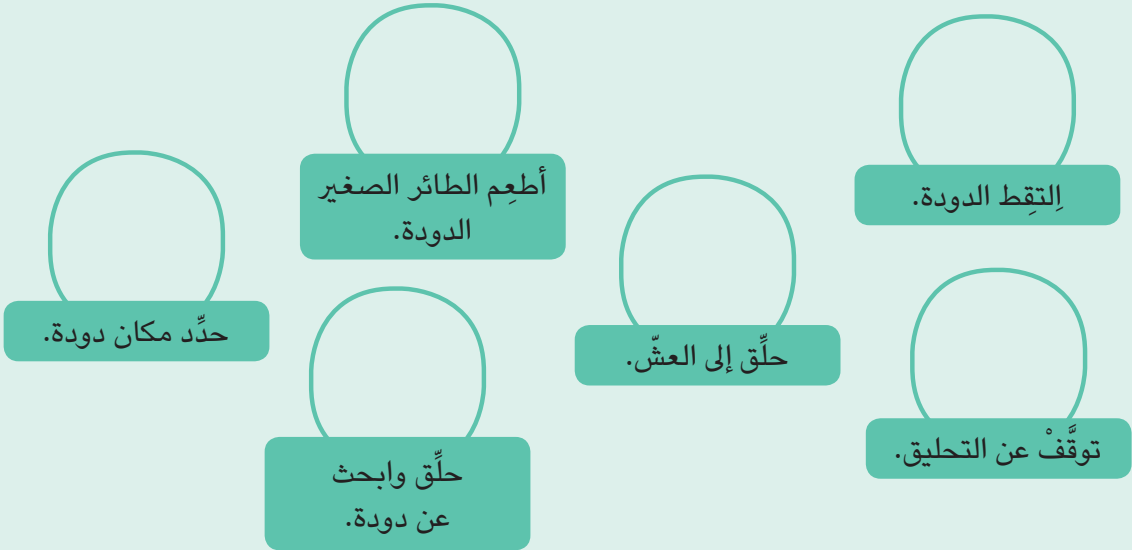 اِلتقِط الدودة.
أطعِم الطائر الصغير
الدودة.
حلِّق إلى العشّ.
حدِّد مكان دودة.
توقَّفْ عن التحليق.
حلِّق وابحث
عن دودة.